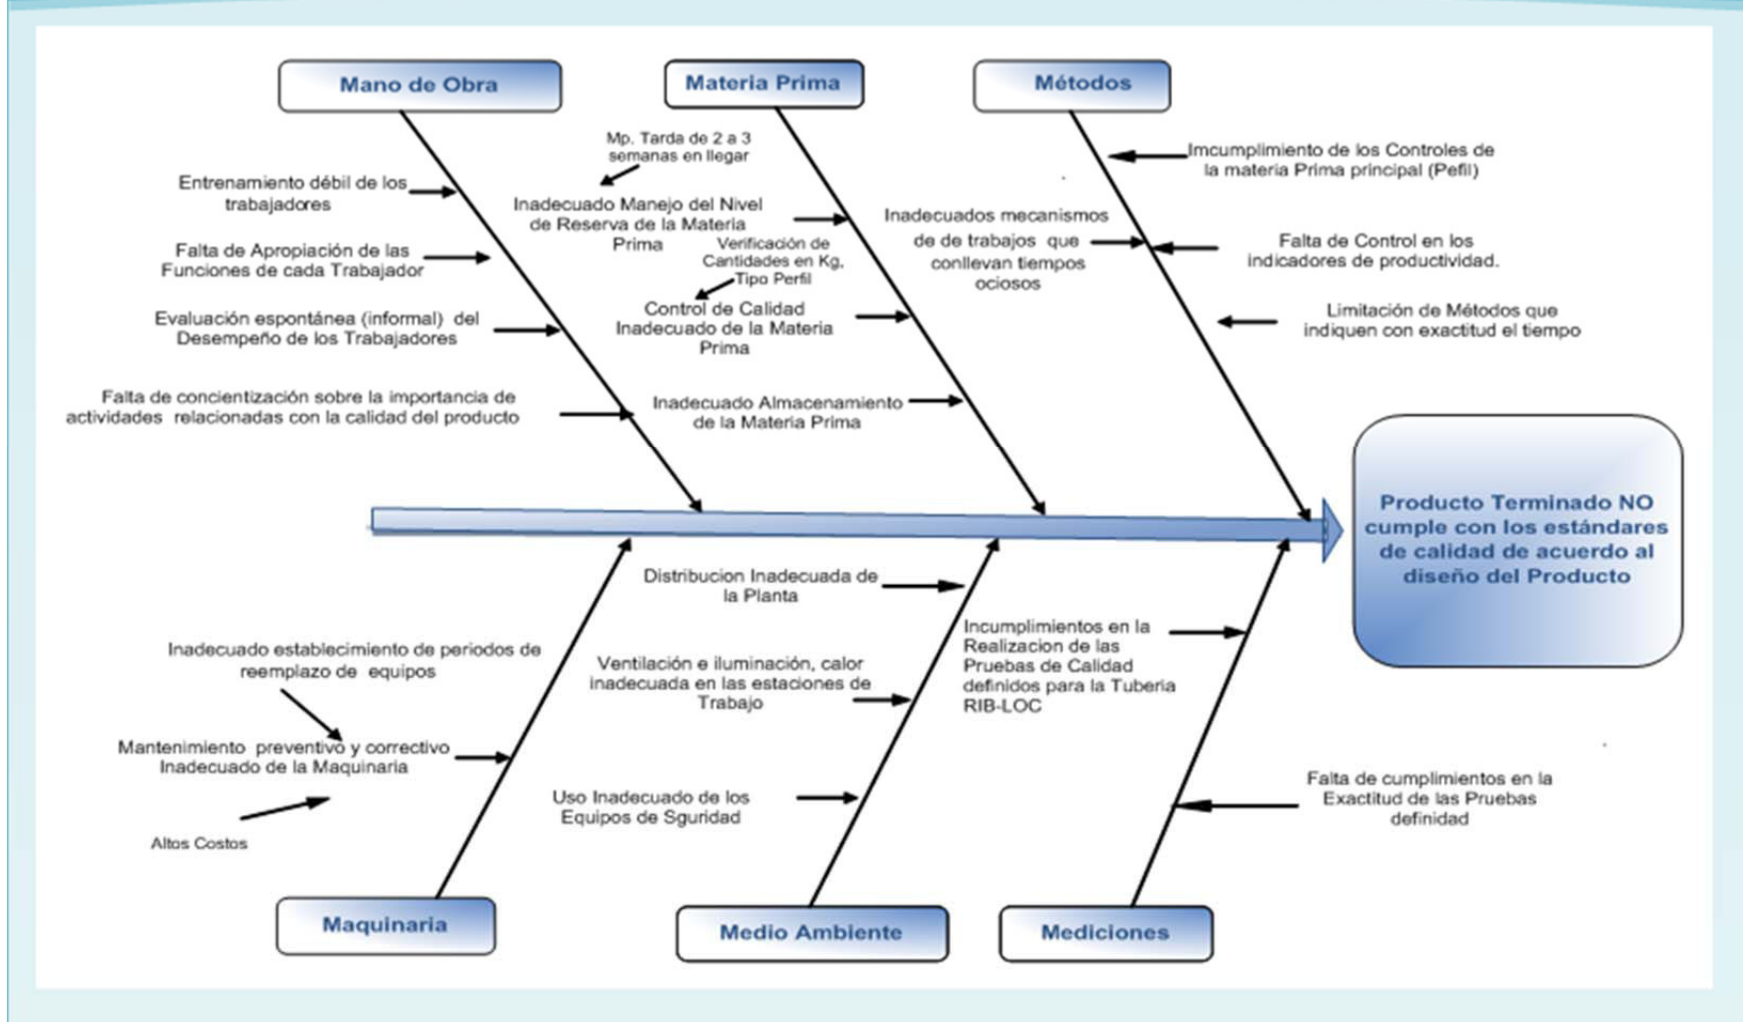 Mano de Obra
Materia Prima
Métodos
Entrenamiento débil de los
trabajadores
Falta de Apropiación de las
Funciones de cada Trabajador
Evaluación espontánea (informal) del
Desempeño de los Trabajadores
Falta de concientización sobre la importancia de
actividades relacionadas con la calidad del producto
Mp. Tarda de 2 a 3
semanas en llegar
Inadecuado Manejo del Nivel
de Reserva de la Materia
Prima
Verificación de
Cantidades en Kg,
Tipo Perfil
Control de Calidad
Inadecuado de la Materia
Prima
Inadecuado Almacenamiento
de la Materia Prima
Imcumplimiento de los Controles de
la materia Prima principal (Pefil)
Inadecuados mecanismos
de de trabajos que
conllevan tiempos
ociosos
Falta de Control en los
indicadores de productividad.
Limitación de Métodos que
indiquen con exactitud el tiempo
Producto Terminado NO
cumple con los estándares
de calidad de acuerdo al
diseño del Producto
Inadecuado establecimiento de periodos de
reemplazo de equipos
Mantenimiento preventivo y correctivo
Inadecuado de la Maquinaria
Altos Costos
Distribucion Inadecuada de
la Planta
Ventilación e iluminación, calor
inadecuada en las estaciones de
Trabajo
Uso Inadecuado de los
Equipos de Sguridad
Incumplimientos en la
Realizacion de las
Pruebas de Calidad
definidos para la Tuberia
RIB-LOC
Falta de cumplimientos en la
Exactitud de las Pruebas
definidad
Maquinaria
Medio Ambiente
Mediciones